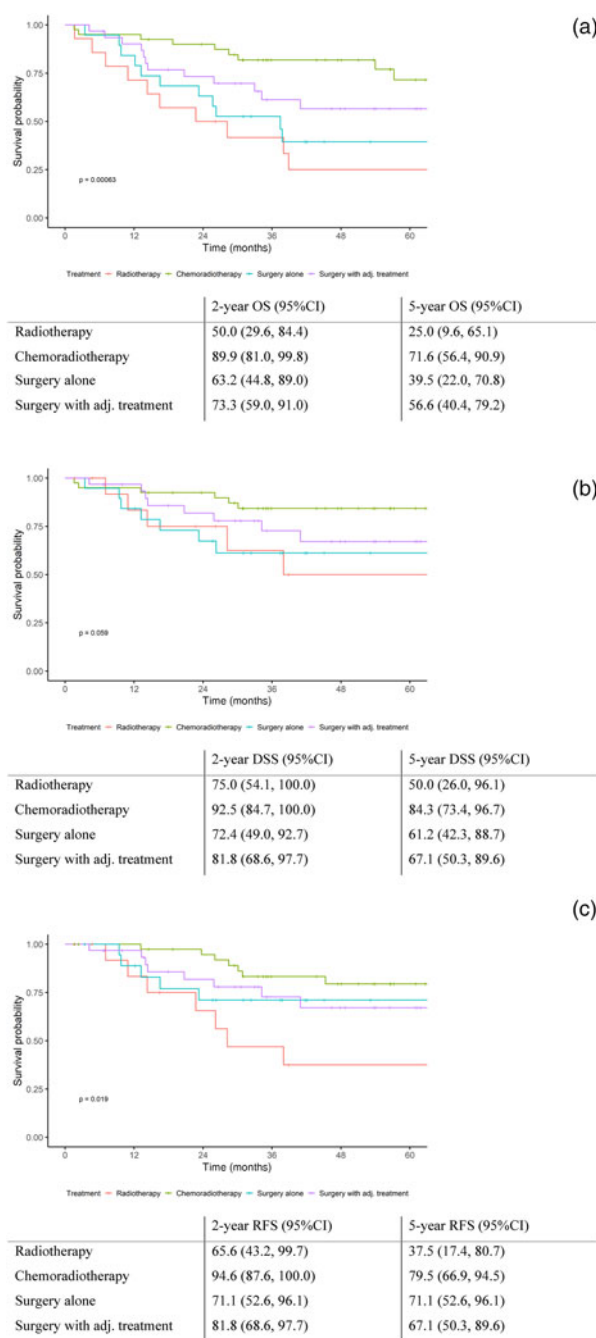 (a)
1.00
0.75
0.50
0.25
0.00
Survival probability
p = 0.00063
0 12 24 36 48 60
Time (months)
Treatment Radiotherapy Chemoradiotherapy Surgery alone Surgery with adj. treatment
2-year OS (95%CI) 5-year OS (95%CI)
Radiotherapy 50.0 (29.6, 84.4) 25.0 (9.6, 65.1)
Chemoradiotherapy 89.9 (81.0, 99.8) 71.6 (56.4, 90.9)
Surgery alone 63.2 (44.8, 89.0) 39.5 (22.0, 70.8)
Surgery with adj. treatment 73.3 (59.0, 91.0) 56.6 (40.4, 79.2)
(b)
1.00
0.75
0.50
0.25
0.00
Survival probability
p = 0.059
0 12 24 36 48 60
Time (months)
Treatment Radiotherapy Chemoradiotherapy Surgery alone Surgery with adj. treatment
2-year DSS (95%CI) 5-year DSS (95%CI)
Radiotherapy 75.0 (54.1, 100.0) 50.0 (26.0, 96.1)
Chemoradiotherapy 92.5 (84.7, 100.0) 84.3 (73.4, 96.7)
Surgery alone 72.4 (49.0, 92.7) 61.2 (42.3, 88.7)
Surgery with adj. treatment 81.8 (68.6, 97.7) 67.1 (50.3, 89.6)
(c)
1.00
0.75
0.50
0.25
0.00
Survival probability
p = 0.019
0 12 24 36 48 60
Time (months)
Treatment Radiotherapy Chemoradiotherapy Surgery alone Surgery with adj. treatment
2-year RFS (95%CI) 5-year RFS (95%CI)
Radiotherapy 65.6 (43.2, 99.7) 37.5 (17.4, 80.7)
Chemoradiotherapy 94.6 (87.6, 100.0) 79.5 (66.9, 94.5)
Surgery alone 71.1 (52.6, 96.1) 71.1 (52.6, 96.1)
Surgery with adj. treatment 81.8 (68.6, 97.7) 67.1 (50.3, 89.6)